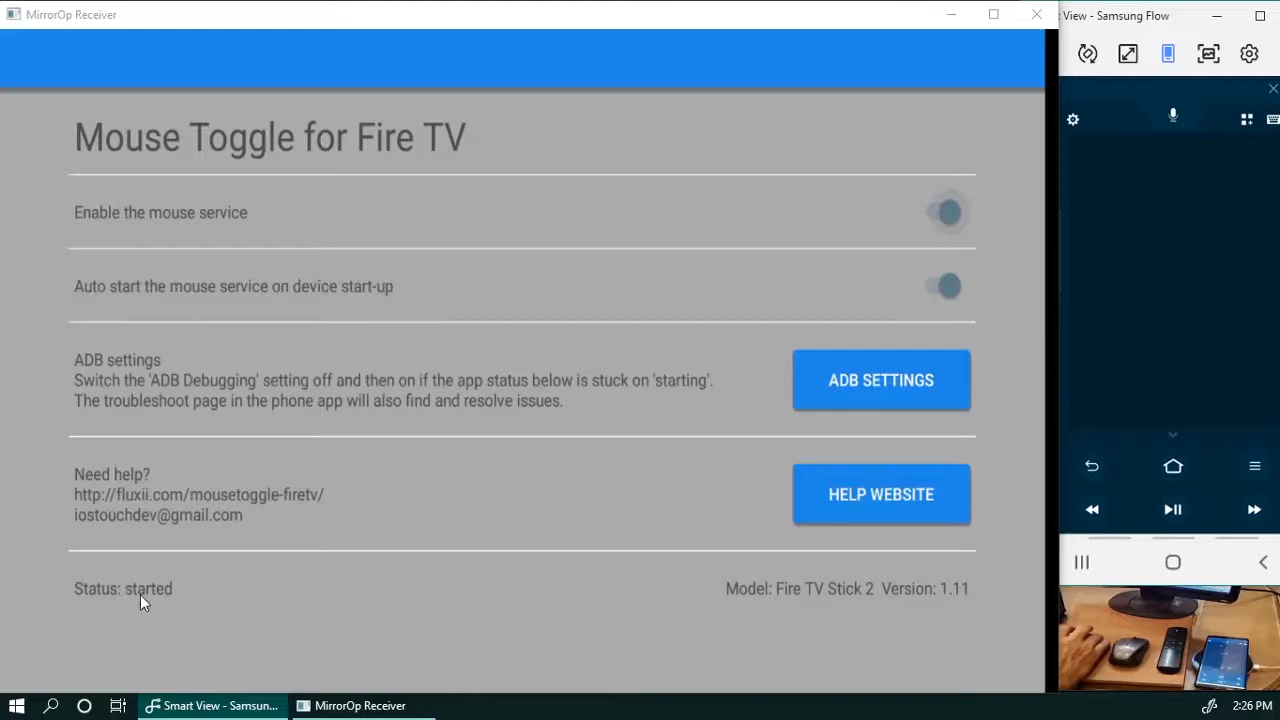 MirrorOp Receiver
t View - Samsung Flow
Mouse Toggle for Fire TV
Enable the mouse service
Auto start the mouse service on device start-up
ADB settings
Switch the 'ADB Debugging' setting off and then on if the app status below is stuck on 'starting'.
The troubleshoot page in the phone app will also find and resolve issues.
ADB SETTINGS
Need help?
http://fluxii.com/mousetoggle-firetv/
iostouchdev@gmail.com
HELP WEBSITE
Status: started
Model: Fire TV Stick 2 Version: 1.11
Smart View - Samsun...
MirrorOp Receiver
2:26 PM